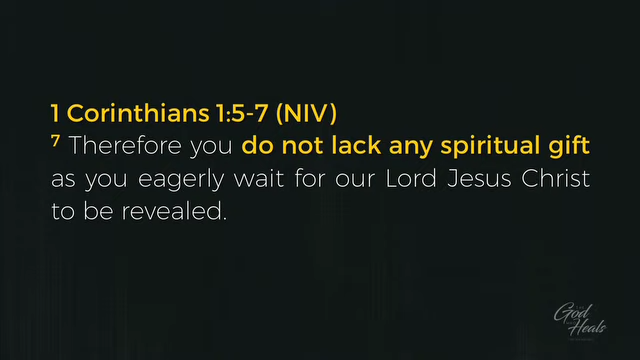 1 Corinthians 1:5-7 (NIV)
7 Therefore you do not lack any spiritual gift
as you eagerly wait for our Lord Jesus Christ
to be revealed.
God
Heals